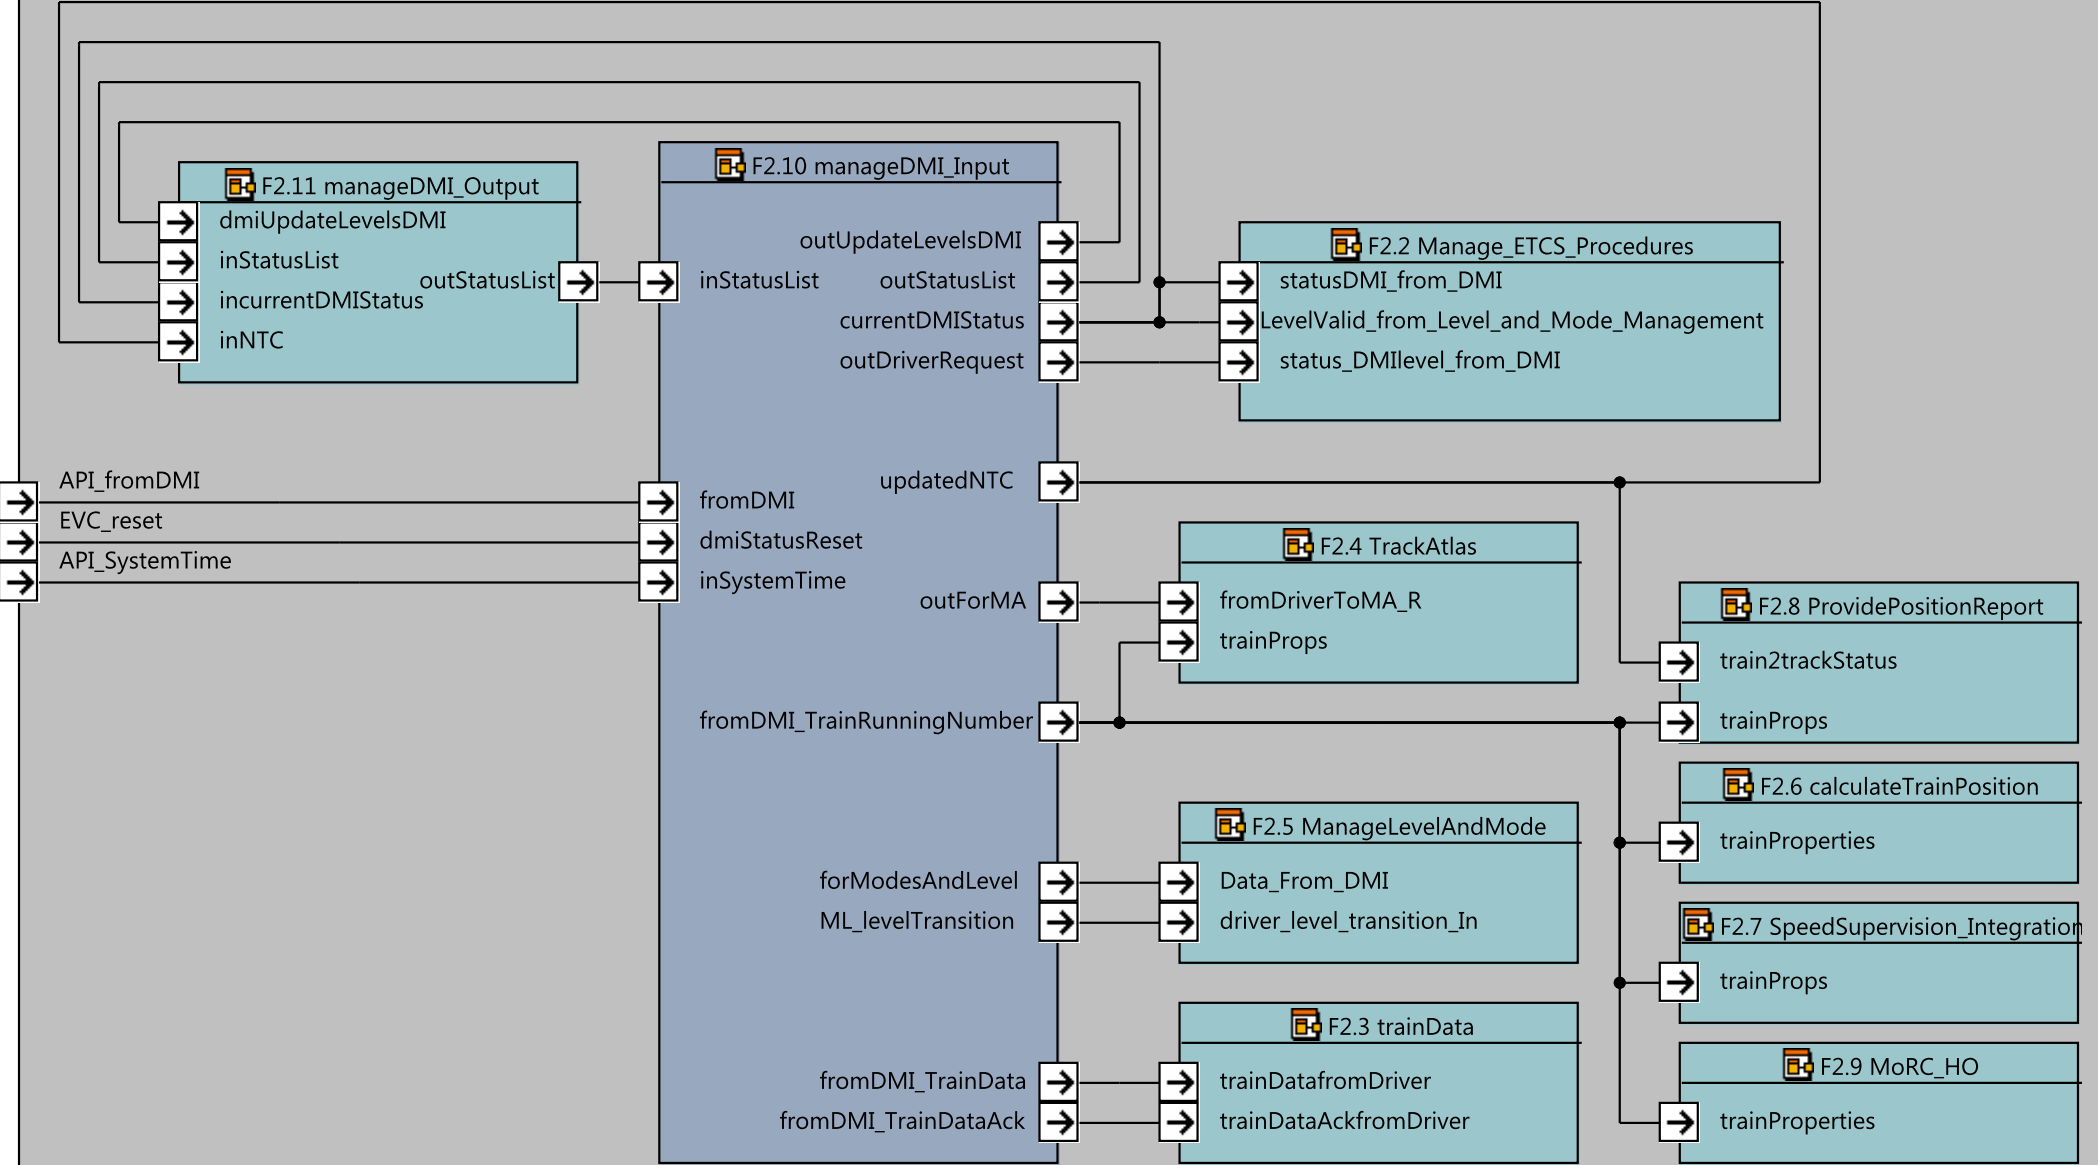 F2.11 manageDMI_Output
dmiUpdateLevelsDMI
inStatusList
outStatusList
incurrentDMIStatus
inNTC
API_fromDMI
EVC_reset
API_SystemTime
F2.10 manageDMI_Input
outUpdateLevelsDMI
inStatusList
outStatusList
currentDMIStatus
outDriverRequest
updatedNTC
fromDMI
dmiStatusReset
inSystemTime
outForMA
fromDMI_TrainRunningNumber
forModesAndLevel
ML_levelTransition
fromDMI_TrainData
fromDMI_TrainDataAck
F2.2 Manage_ETCS_Procedures
statusDMI_from_DMI
LevelValid_from_Level_and_Mode_Management
status_DMIlevel_from_DMI
F2.4 TrackAtlas
fromDriverToMA_R
trainProps
F2.5 ManageLevelAndMode
Data_From_DMI
driver_level_transition_In
F2.3 trainData
trainDatafromDriver
trainDataAckfromDriver
F2.8 ProvidePositionReport
train2trackStatus
trainProps
F2.6 calculateTrainPosition
trainProperties
F2.7 SpeedSupervision_Integration
trainProps
F2.9 MoRC_HO
trainProperties